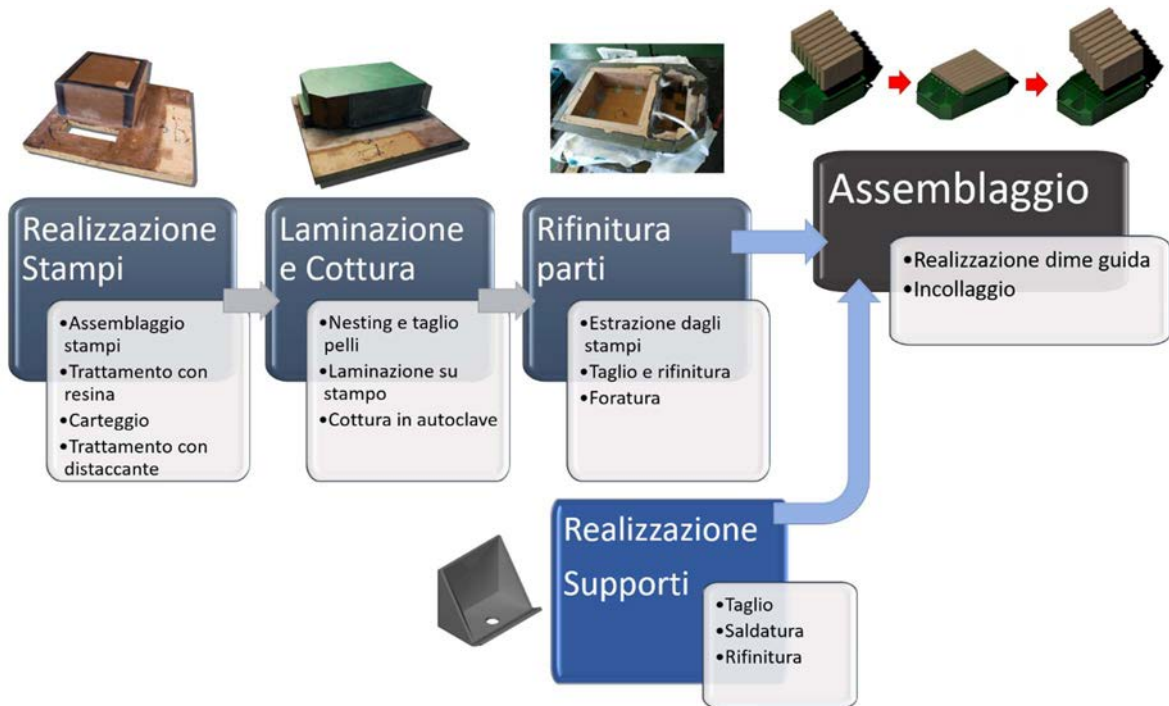 Realizzazione
Stampi
•Assemblaggio
stampi
•Trattamento con
resina
•Carteggio
•Trattamento con
distaccante
Laminazione
e Cottura
•Nesting e taglio
pelli
•Laminazione su
stampo
•Cottura in autoclave
Rifinitura
parti
•Estrazione dagli
stampi
•Taglio e rifinitura
•Foratura
Assemblaggio
•Realizzazione dime guida
•Incollaggio
Realizzazione
Supporti
•Taglio
•Saldatura
•Rifinitura